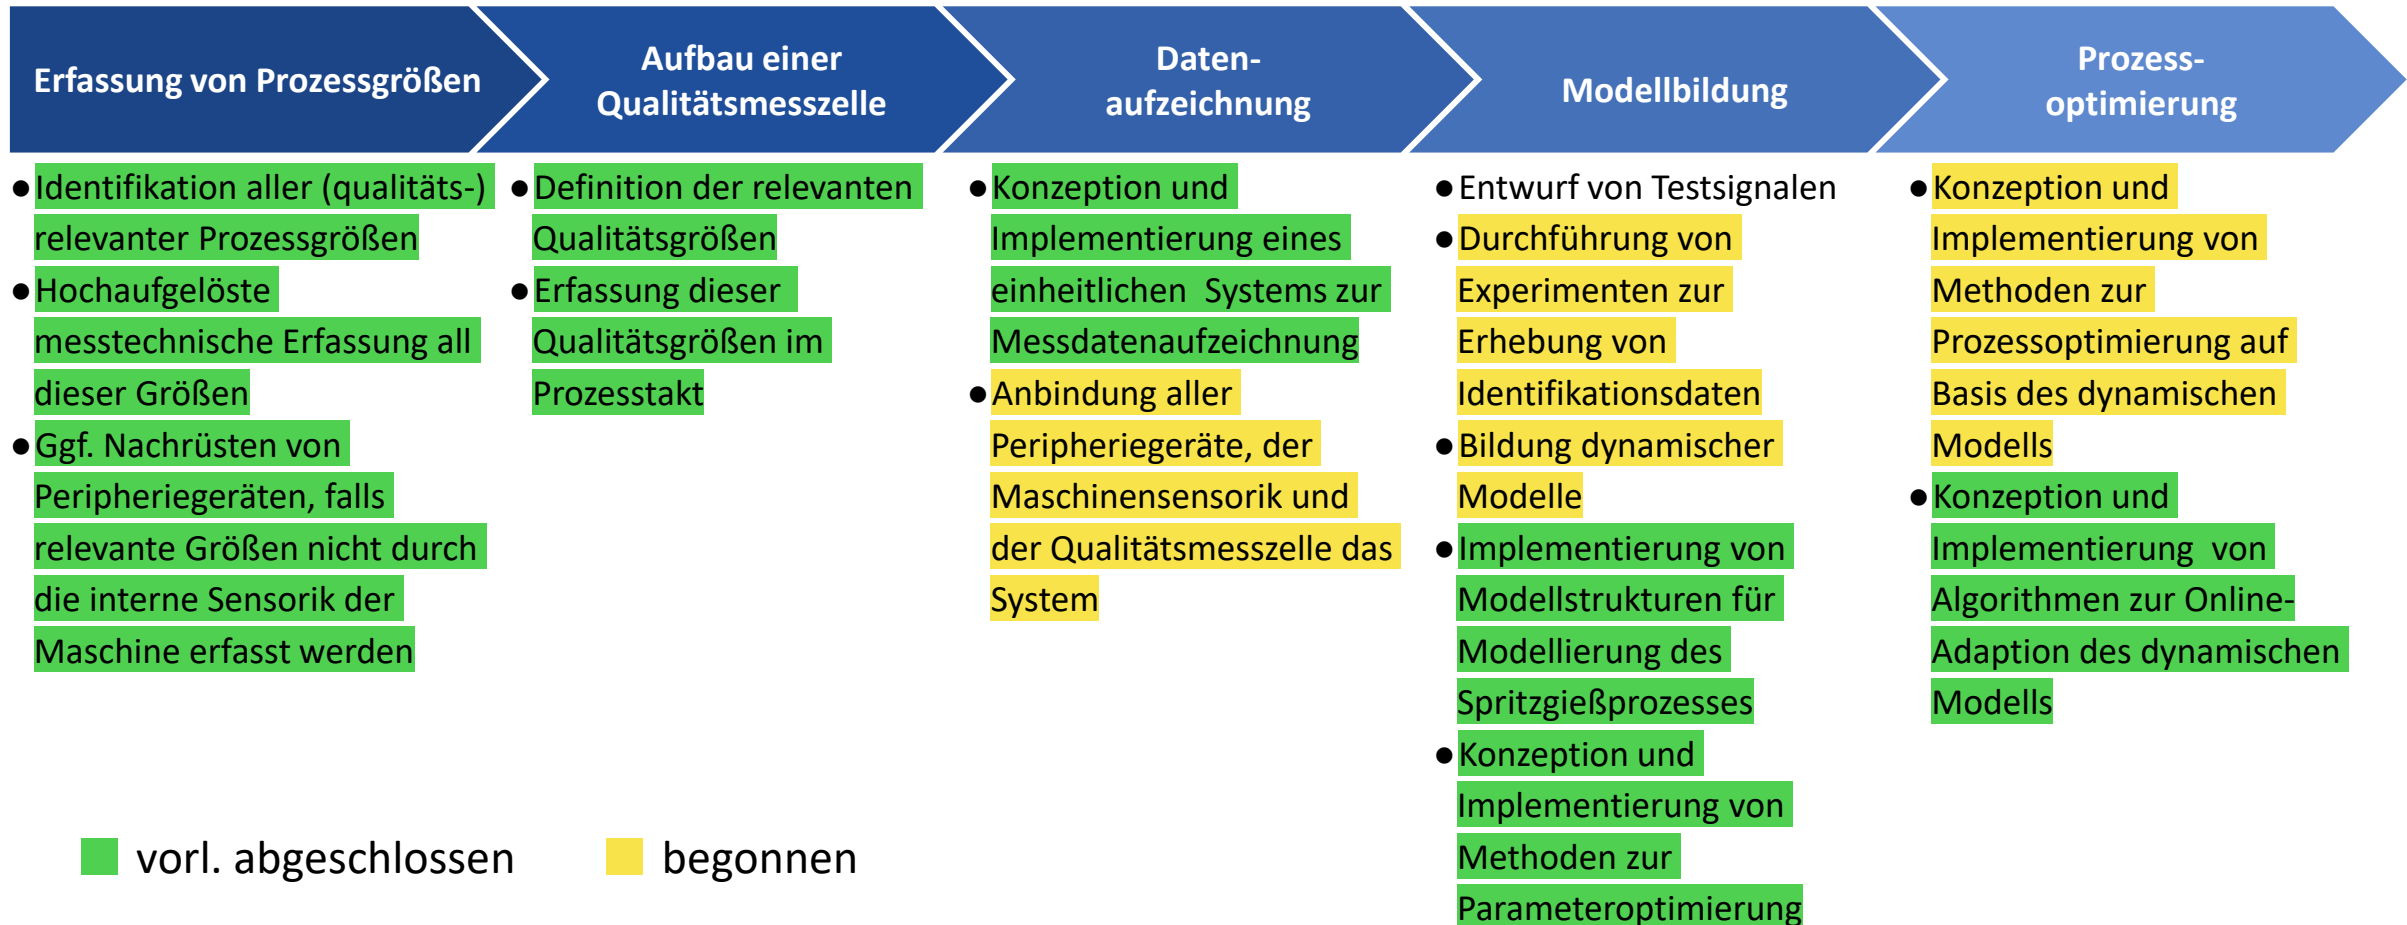 Erfassung von Prozessgrößen
Aufbau einer
Qualitätsmesszelle
Daten-
aufzeichnung
Modellbildung
Prozess-
optimierung
●Identifikation aller (qualitäts-)
relevanter Prozessgrößen
●Hochaufgelöste
messtechnische Erfassung all
dieser Größen
●Ggf. Nachrüsten von
Peripheriegeräten, falls
relevante Größen nicht durch
die interne Sensorik der
Maschine erfasst werden
●Definition der relevanten
Qualitätsgrößen
●Erfassung dieser
Qualitätsgrößen im
Prozesstakt
●Konzeption und
Implementierung eines
einheitlichen  Systems zur
Messdatenaufzeichnung
●Anbindung aller
Peripheriegeräte, der
Maschinensensorik und
der Qualitätsmesszelle das
System
●Entwurf von Testsignalen
●Durchführung von
Experimenten zur
Erhebung von
Identifikationsdaten
●Bildung dynamischer
Modelle
●Implementierung von
Modellstrukturen für
Modellierung des
Spritzgießprozesses
●Konzeption und
Implementierung von
Methoden zur
Parameteroptimierung
●Konzeption und
Implementierung von
Methoden zur
Prozessoptimierung auf
Basis des dynamischen
Modells
●Konzeption und
Implementierung  von
Algorithmen zur Online-
Adaption des dynamischen
Modells
vorl. abgeschlossen
begonnen